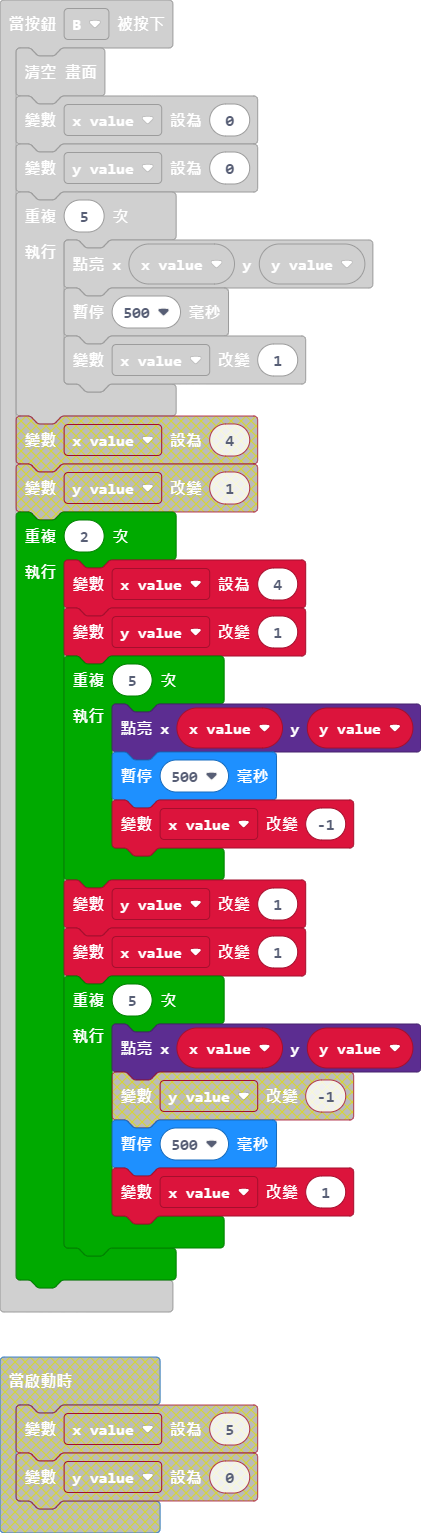 當按鈕 B 被按下
清空 畫面
變數 x value 設為 0
變數 y value 設為 0
重複 5 次
執行 點亮 x x value y y value
暫停 500 毫秒
變數 x value 改變 1
變數 x value 設為 4
變數 y value 改變 1
重複 2 次
執行 變數 x value 設為 4
變數 y value 改變 1
重複 5 次
執行 點亮 x x value y y value
暫停 500 毫秒
變數 x value 改變 -1
變數 y value 改變 1
變數 x value 改變 1
重複 5 次
執行 點亮 x x value y y value
變數 y value 改變 -1
暫停 500 毫秒
變數 x value 改變 1
當啟動時
變數 x value 設為 5
變數 y value 設為 0